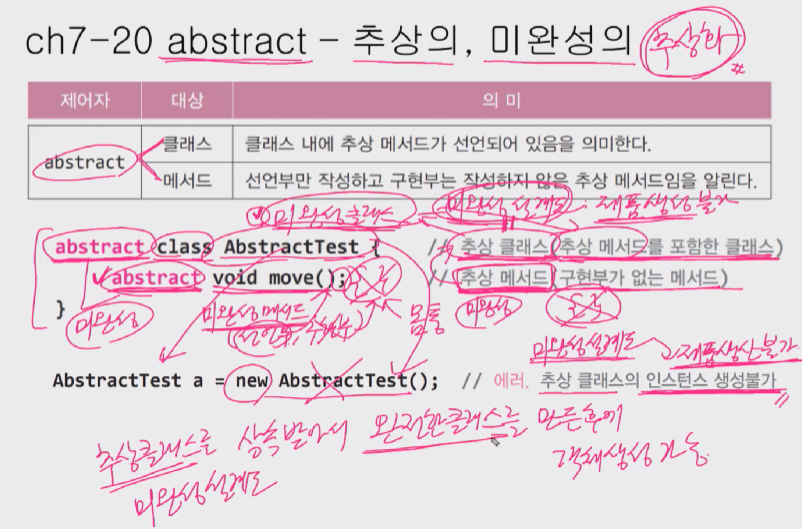 ch7-20 abstract – 추상의, 미완성의 추상화
제어자 대상 의 미
abstract 클래스 클래스 내에 추상 메서드가 선언되어 있음을 의미한다.
메서드 선언부만 작성하고 구현부는 작성하지 않은 추상 메서드임을 알린다.
미완성클래스 미완성 설계도 : 제품생성불가
abstract class AbstractTest { // 추상 클래스(추상 메서드를 포함한 클래스)
abstract void move(); // 추상 메서드(구현부가 없는 메서드)
}
미완성 미완성메서드 몸통 미완성
미완성설계도 → 제품생산불가
AbstractTest a = new AbstractTest(); // 에러. 추상 클래스의 인스턴스 생성불가
추상클래스를 상속받아서 완전한클래스를 만든후에
미완성설계도 객체생성가능